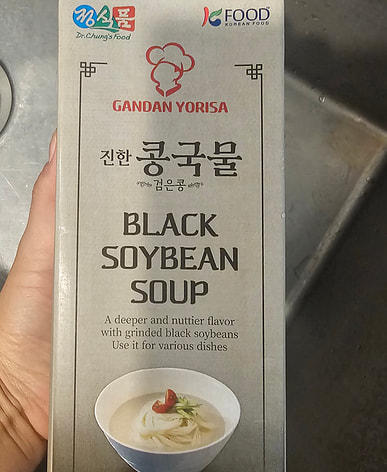 정식품
Dr.Chung's Food
K FOOD
KOREAN FOOD
GANDAN YORISA
진한 콩국물
검은콩
BLACK
SOYBEAN
SOUP
A deeper and nuttier flavor
with grinded black soybeans
Use it for various dishes